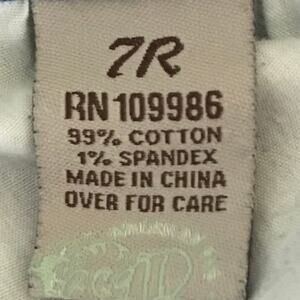 7R
RN 109986
99% COTTON
1% SPANDEX
MADE IN CHINA
OVER FOR CARE